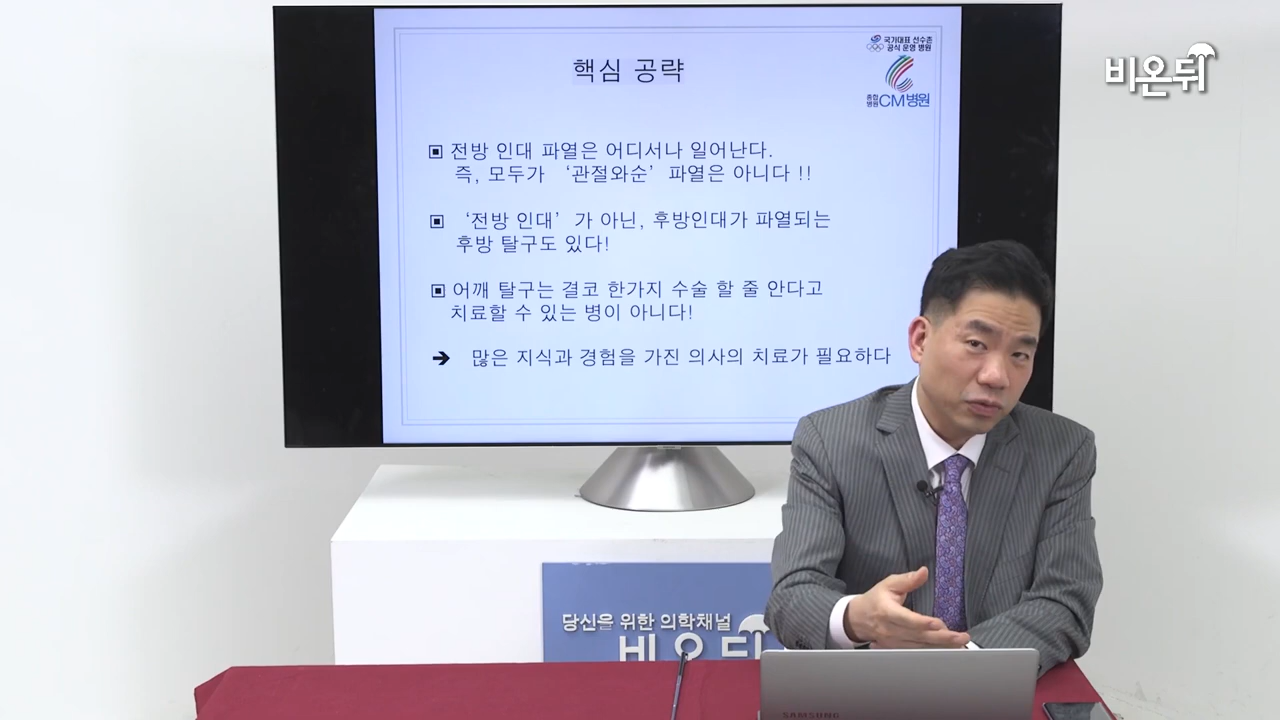 핵심 공략
국가대표 선수촌
공식 운영 병원
종합
병원 CM병원
비온뒤
▣ 전방 인대 파열은 어디서나 일어난다.
즉, 모두가 ‘관절와순’ 파열은 아니다 !!
▣ ‘전방 인대’가 아닌, 후방인대가 파열되는
후방 탈구도 있다!
▣ 어깨 탈구는 결코 한가지 수술 할 줄 안다고
치료할 수 있는 병이 아니다!
➔ 많은 지식과 경험을 가진 의사의 치료가 필요하다
당신을 위한 의학채널
비온뒤
SAMSUNG